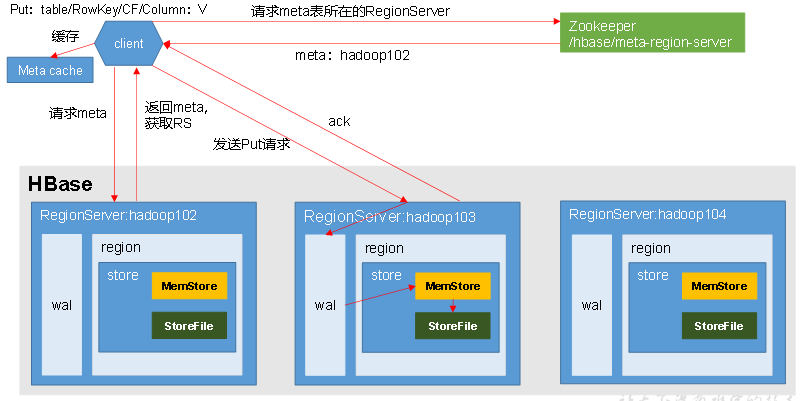 Put: table/RowKey/CF/Column: V
请求meta表所在的RegionServer
Zookeeper
/hbase/meta-region-server
client
缓存
meta: hadoop102
Meta cache
请求meta
返回meta,
获取RS
ack
发送Put请求
HBase
RegionServer:hadoop102
RegionServer:hadoop103
RegionServer:hadoop104
region
store
MemStore
wal
StoreFile
region
store
MemStore
wal
StoreFile
region
store
MemStore
wal
StoreFile